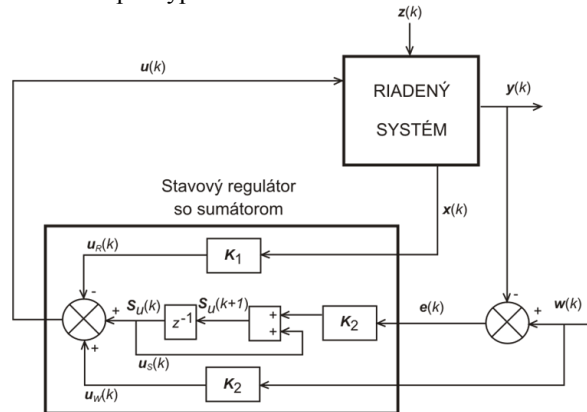 z(k)
u(k)
y(k)
RIADENÝ
SYSTÉM
Stavový regulátor
so sumátorom
x(k)
u_R(k)
K_1
-
-
S_u(k)
S_u(k+1)
e(k)
w(k)
+
z^{-1}
+
+
K_2
+
+
u_S(k)
K_2
u_W(k)